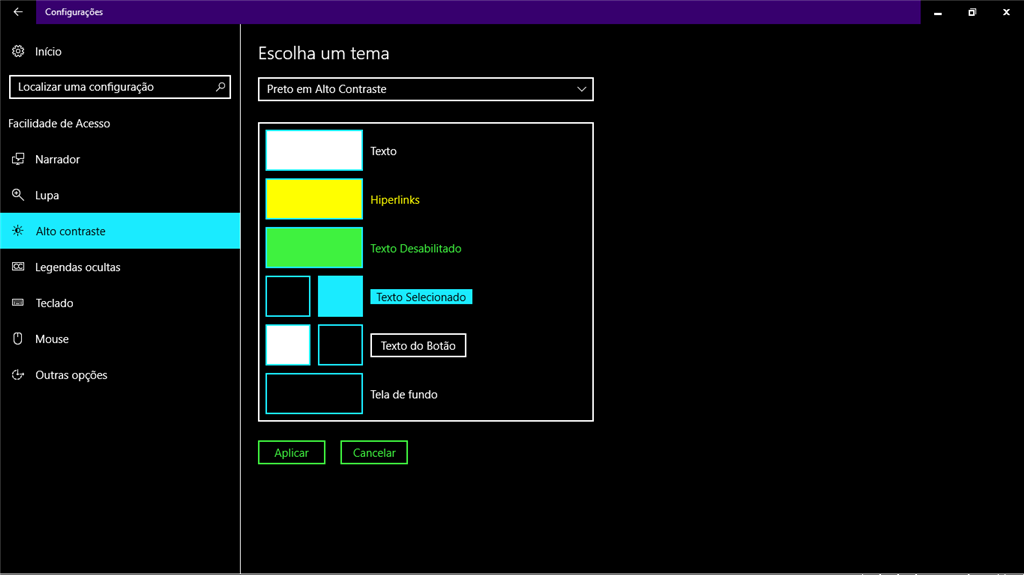 Configurações
Início
Localizar uma configuração
Facilidade de Acesso
Narrador
Lupa
Alto contraste
Legendas ocultas
Teclado
Mouse
Outras opções
Escolha um tema
Preto em Alto Contraste
Texto
Hiperlinks
Texto Desabilitado
Texto Selecionado
Texto do Botão
Tela de fundo
Aplicar
Cancelar